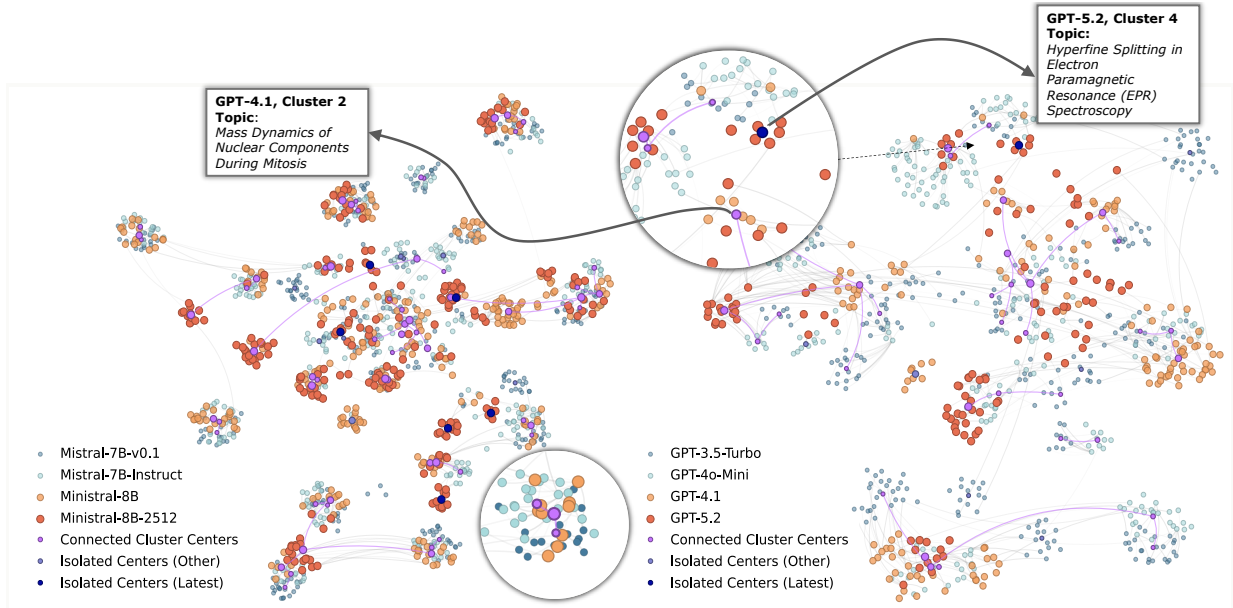 GPT-5.2, Cluster 4
Topic:
Hyperfine Splitting in
Electron
Paramagnetic
Resonance (EPR)
Spectroscopy
GPT-4.1, Cluster 2
Topic:
Mass Dynamics of
Nuclear Components
During Mitosis
Mistral-7B-v0.1
Mistral-7B-Instruct
Ministral-8B
Ministral-8B-2512
Connected Cluster Centers
Isolated Centers (Other)
Isolated Centers (Latest)
GPT-3.5-Turbo
GPT-4o-Mini
GPT-4.1
GPT-5.2
Connected Cluster Centers
Isolated Centers (Other)
Isolated Centers (Latest)